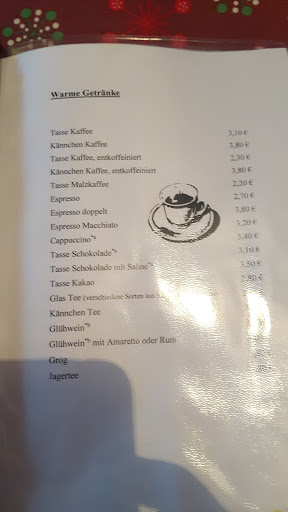 Warme Getränke
Tasse Kaffee 3,10 €
Kännchen Kaffee 3,80 €
Tasse Kaffee, entkoffeiniert 2,30 €
Kännchen Kaffee, entkoffeiniert 3,80 €
Tasse Malzkaffee 2,20 €
Espresso 2,70 €
Espresso doppelt 3,80 €
Espresso Macchiato 3,20 €
Cappuccino 3,40 €
Tasse Schokolade 3,10 €
Tasse Schokolade mit Sahne 3,50 €
Tasse Kakao 2,80 €
Glas Tee (verschiedene Sorten aus
Kännchen Tee
Glühwein
Glühwein mit Amaretto oder Rum
Grog
Jagertee